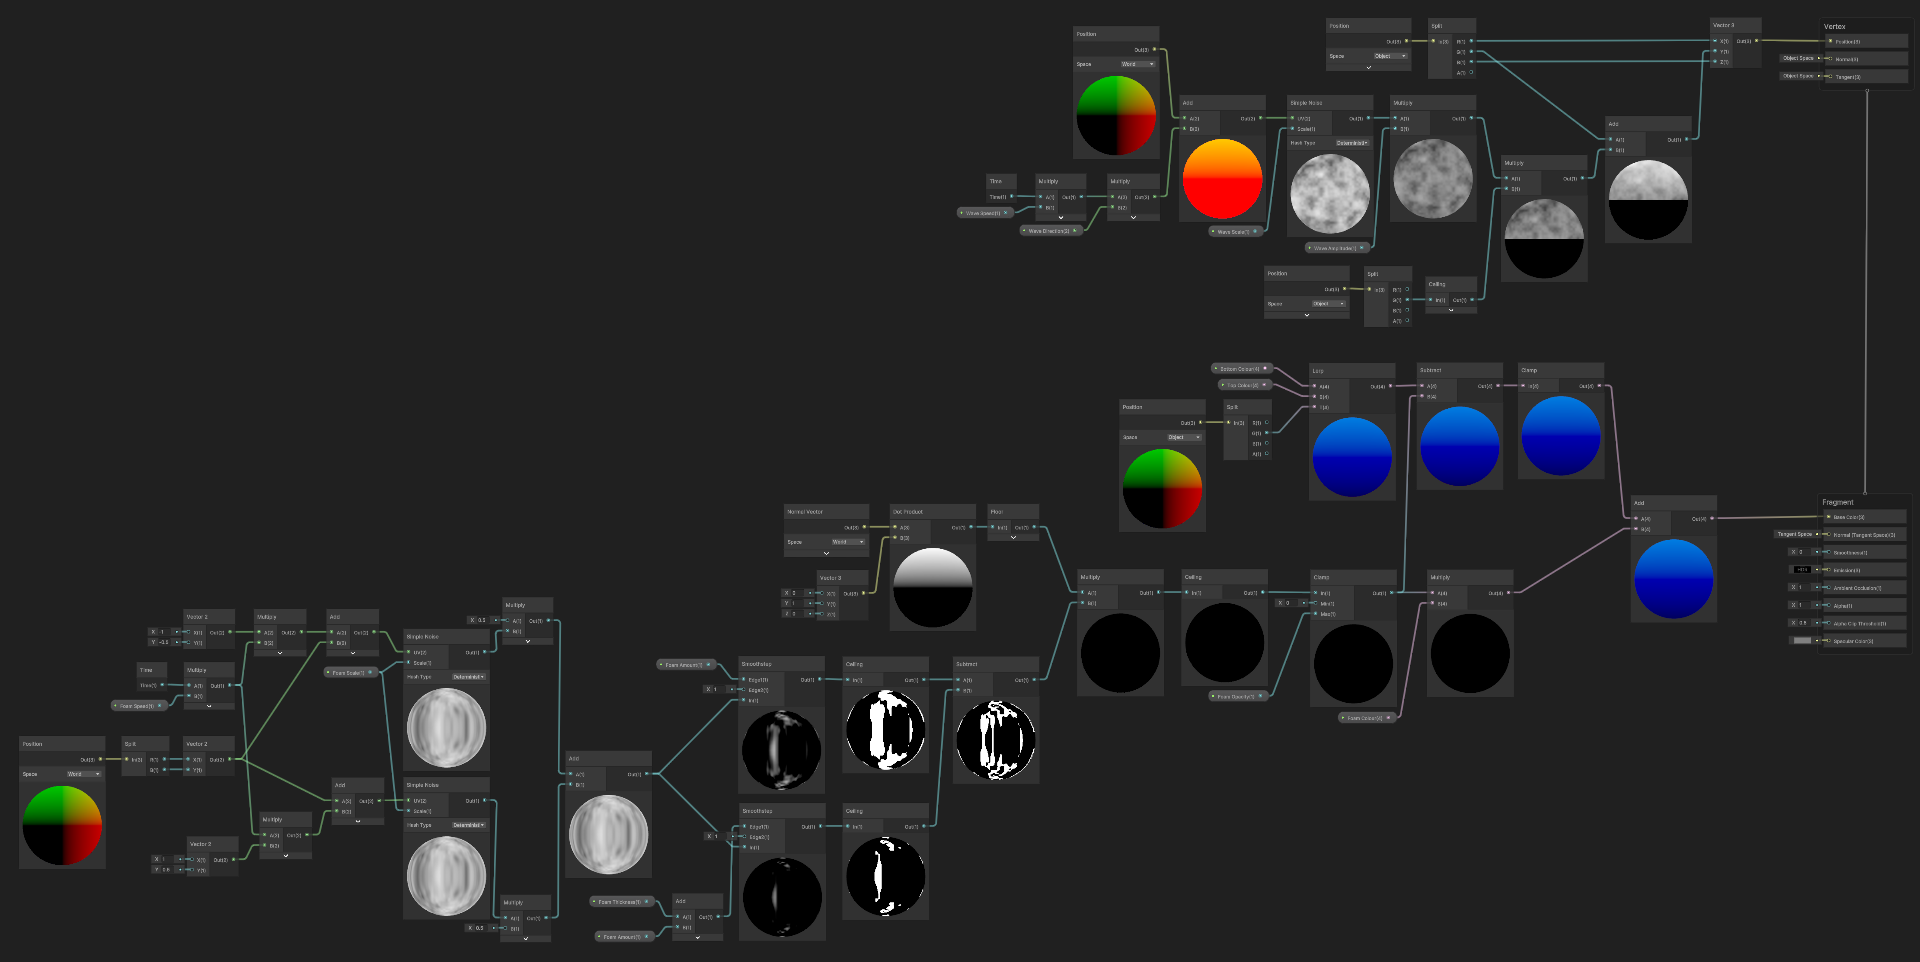 Position
Out(3)
Space World
Time
Time(1)
Wave Speed(1)
Multiply
A(1) Out(1)
B(1)
Wave Direction(2)
Multiply
A(2) Out(2)
B(2)
Add
A(2) Out(2)
B(2)
Wave Scale(1)
Simple Noise
UV(2) Out(1)
Scale(1)
Hash Type
Wave Amplitude(1)
Multiply
A(1) Out(1)
B(1)
Position
Out(3)
Space Object
Split
In(3) R(1)
G(1)
B(1)
A(1)
Vector 3
X(1) Out(3)
Y(1)
Z(1)
Vertex
Position(3)
Object Space Normal(3)
Object Space Tangent(3)
Multiply
A(1) Out(1)
B(1)
Add
A(1) Out(1)
B(1)
Position
Out(3)
Space Object
Split
In(3) R(1)
G(1)
B(1)
A(1)
Ceiling
In(1) Out(1)
Bottom Colour(4)
Top Colour(4)
Position
Out(3)
Space Object
Split
In(3) R(1)
G(1)
B(1)
A(1)
Lerp
A(4) Out(4)
B(4)
T(4)
Subtract
A(4) Out(4)
B(4)
Clamp
In(4) Out(4)
Add
A(4) Out(4)
B(4)
Fragment
Base Color(3)
Tangent Space Normal (Tangent Space)(3)
X 0 Smoothness(1)
HDR Emission(3)
X 1 Ambient Occlusion(1)
X 1 Alpha(1)
X 0.5 Alpha Clip Threshold(1)
Specular Color(3)
Normal Vector
Out(3)
Space World
Vector 3
X 0 X(1) Out(3)
Y 1 Y(1)
Z 0 Z(1)
Dot Product
A(3) Out(1)
B(3)
Floor
In(1) Out(1)
Multiply
A(1) Out(1)
B(1)
Ceiling
In(1) Out(1)
Foam Opacity(1)
Clamp
In(1) Out(1)
X 0 Min(1)
Max(1)
Foam Colour(4)
Multiply
A(4) Out(4)
B(4)
Position
Out(3)
Space World
Split
In(3) R(1)
B(1)
Vector 2
X(1) Out(2)
Y(1)
Time
Time(1)
Foam Speed(1)
Multiply
A(1) Out(1)
B(1)
Vector 2
X(1) Out(2)
Y(1)
Multiply
A(2) Out(2)
B(2)
Add
A(2) Out(2)
B(2)
Foam Scale(1)
Vector 2
X 1 X(1) Out(2)
Y(1)
Multiply
A(2) Out(2)
B(2)
Add
A(2) Out(2)
B(2)
Simple Noise
UV(2) Out(1)
Scale(1)
Hash Type
Simple Noise
UV(2) Out(1)
Scale(1)
Hash Type
Multiply
X 0.5 A(1) Out(1)
B(1)
Multiply
A(1) Out(1)
X 0.5 B(1)
Add
A(1) Out(1)
B(1)
Foam Amount(1)
Smoothstep
Edge1(1) Out(1)
X 1 Edge2(1)
In(1)
Ceiling
In(1) Out(1)
Subtract
A(1) Out(1)
B(1)
Smoothstep
Edge1(1) Out(1)
X 1 Edge2(1)
In(1)
Ceiling
In(1) Out(1)
Foam Thickness(1)
Foam Amount(1)
Add
A(1) Out(1)
B(1)